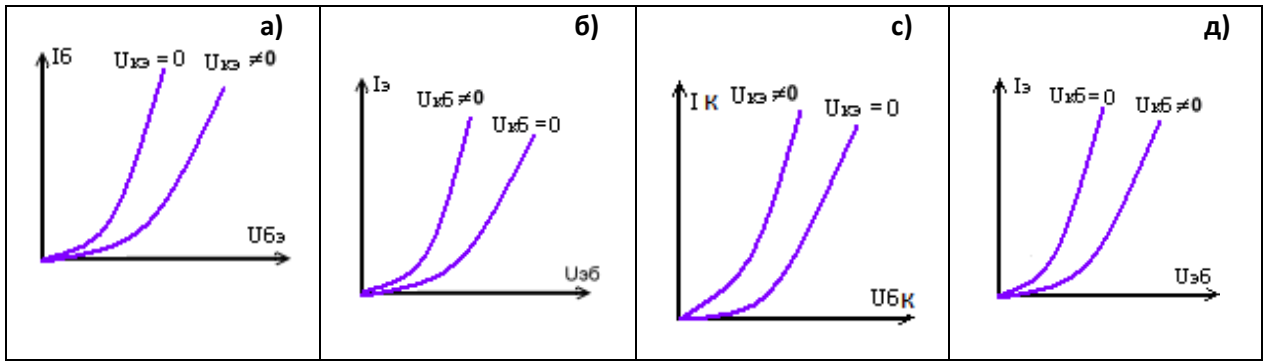 а)
Iб
Uкэ = 0
Uкэ ≠0
Uбэ
б)
Iэ
Uкб≠0
Uкб=0
Uэб
с)
I К
Uкэ≠0
Uкэ = 0
UбК
д)
Iэ
Uкб=0
Uкб≠0
Uэб